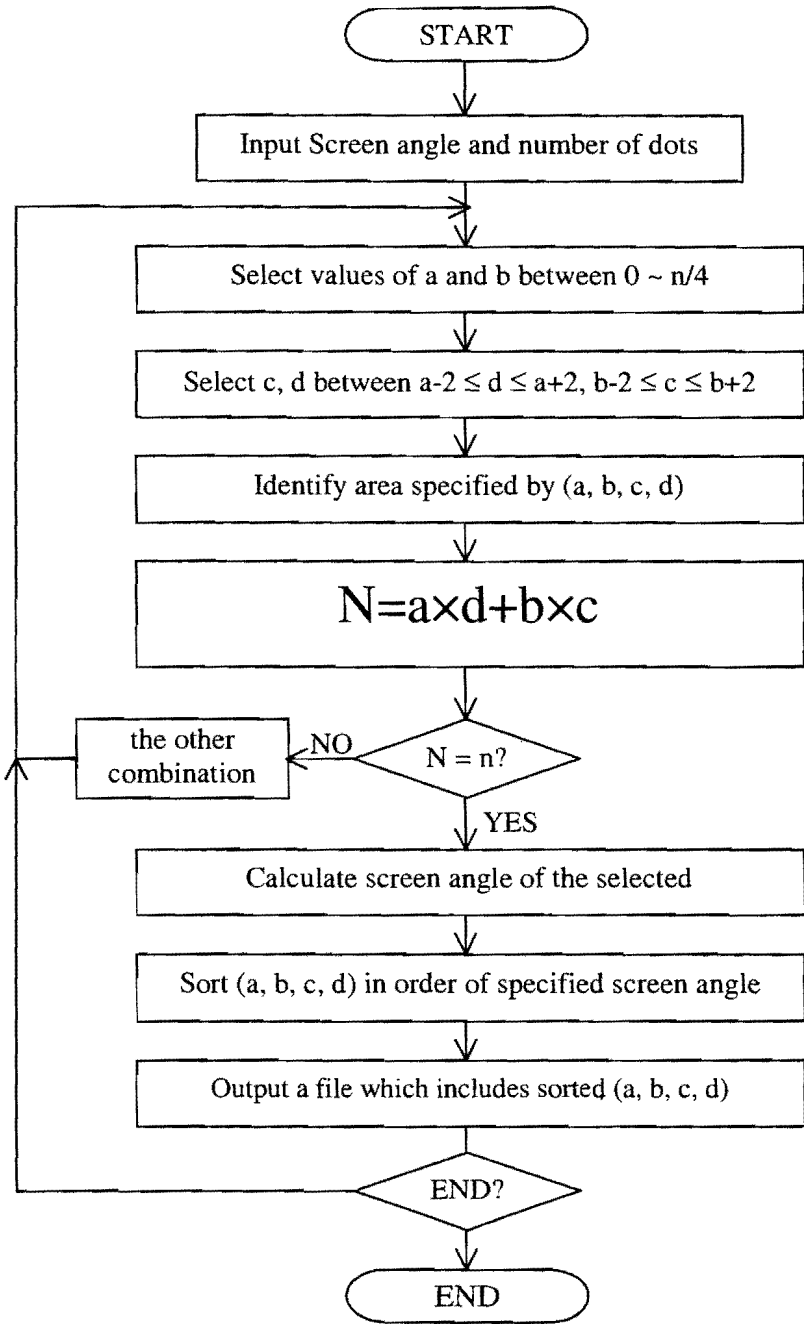 START
Input Screen angle and number of dots
Select values of a and b between 0 ~ n/4
Select c, d between a-2 ≤ d ≤ a+2, b-2 ≤ c ≤ b+2
Identify area specified by (a, b, c, d)
N=a×d+b×c
the other
combination
NO
N = n?
YES
Calculate screen angle of the selected
Sort (a, b, c, d) in order of specified screen angle
Output a file which includes sorted (a, b, c, d)
END?
END